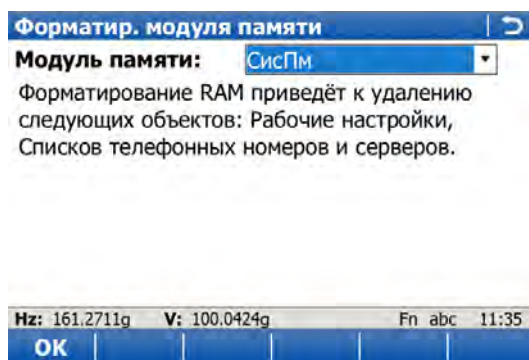 Форматир. модуля памяти
Модуль памяти: СисПм
Форматирование RAM приведёт к удалению
следующих объектов: Рабочие настройки,
Списков телефонных номеров и серверов.
Hz: 161.2711g V: 100.0424g Fn abc 11:35
OK